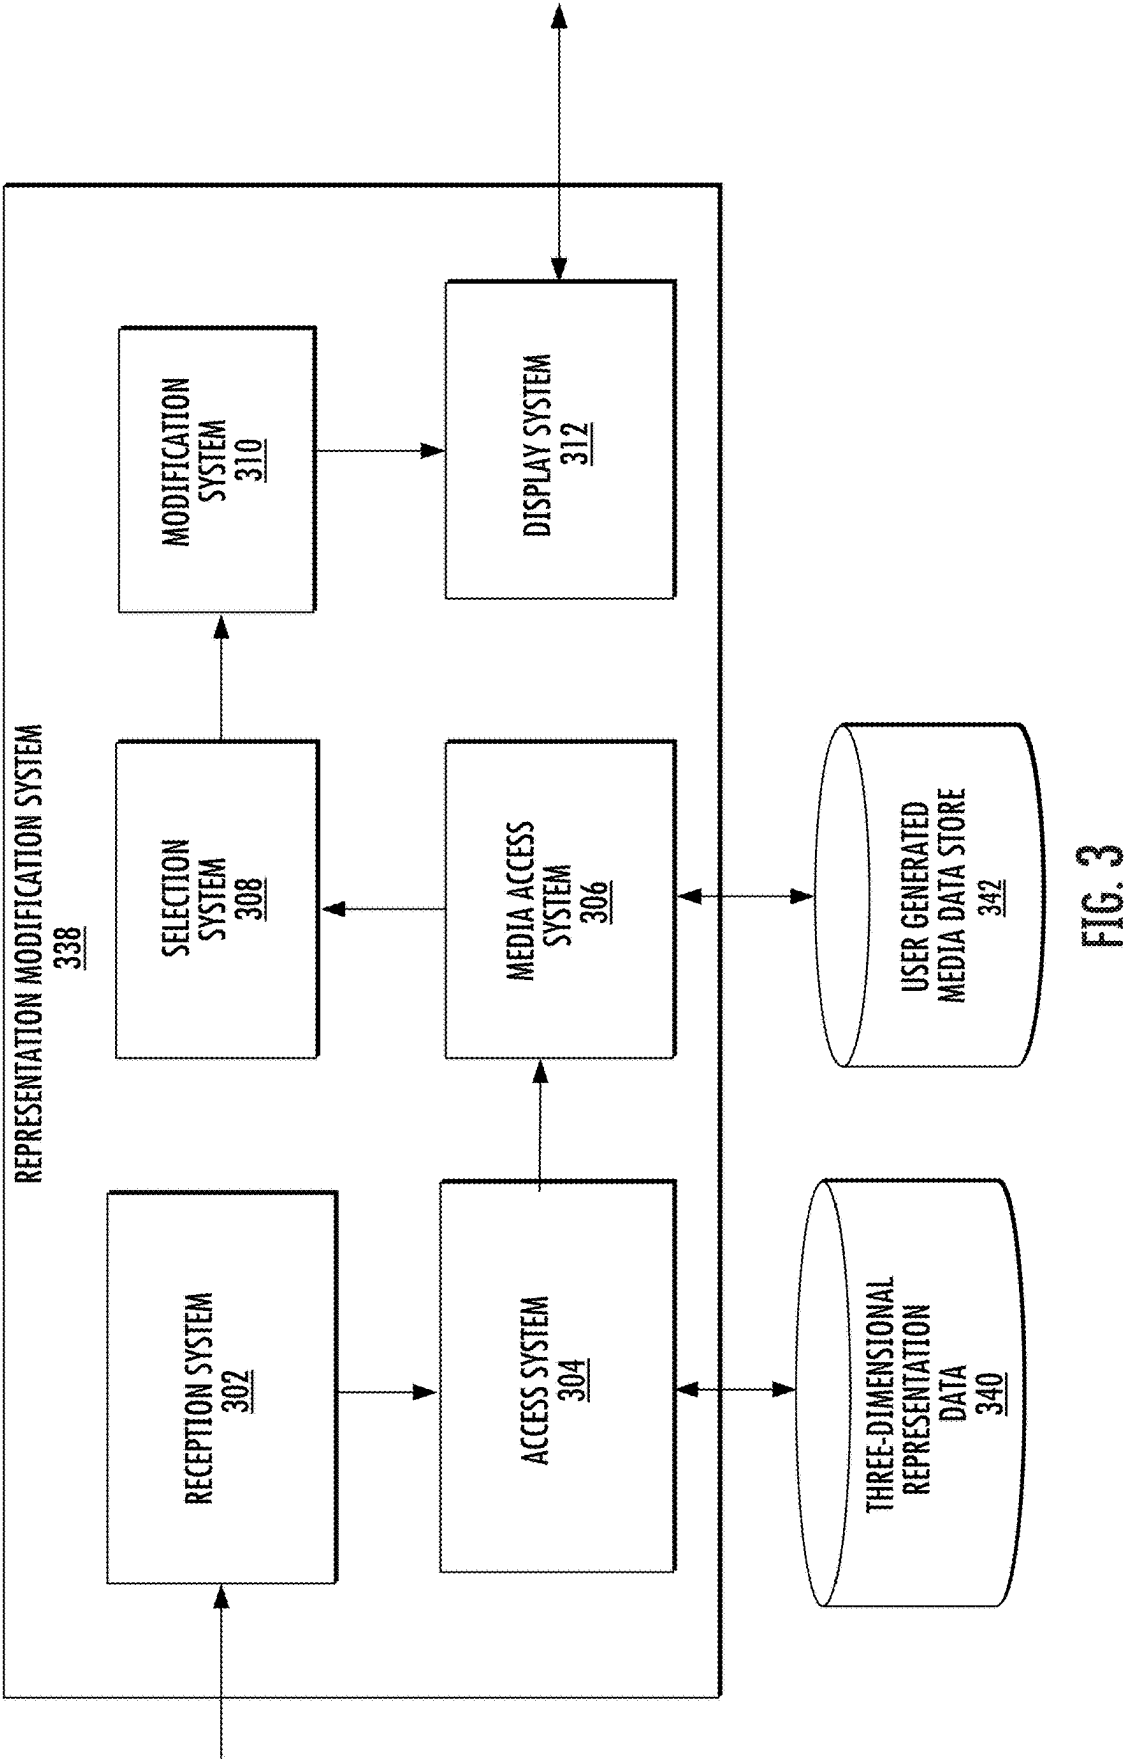 REPRESENTATION MODIFICATION SYSTEM
338
RECEPTION SYSTEM
302
SELECTION
SYSTEM
308
MODIFICATION
SYSTEM
310
ACCESS SYSTEM
304
MEDIA ACCESS
SYSTEM
306
DISPLAY SYSTEM
312
THREE-DIMENSIONAL
REPRESENTATION
DATA
340
USER GENERATED
MEDIA DATA STORE
342
FIG. 3